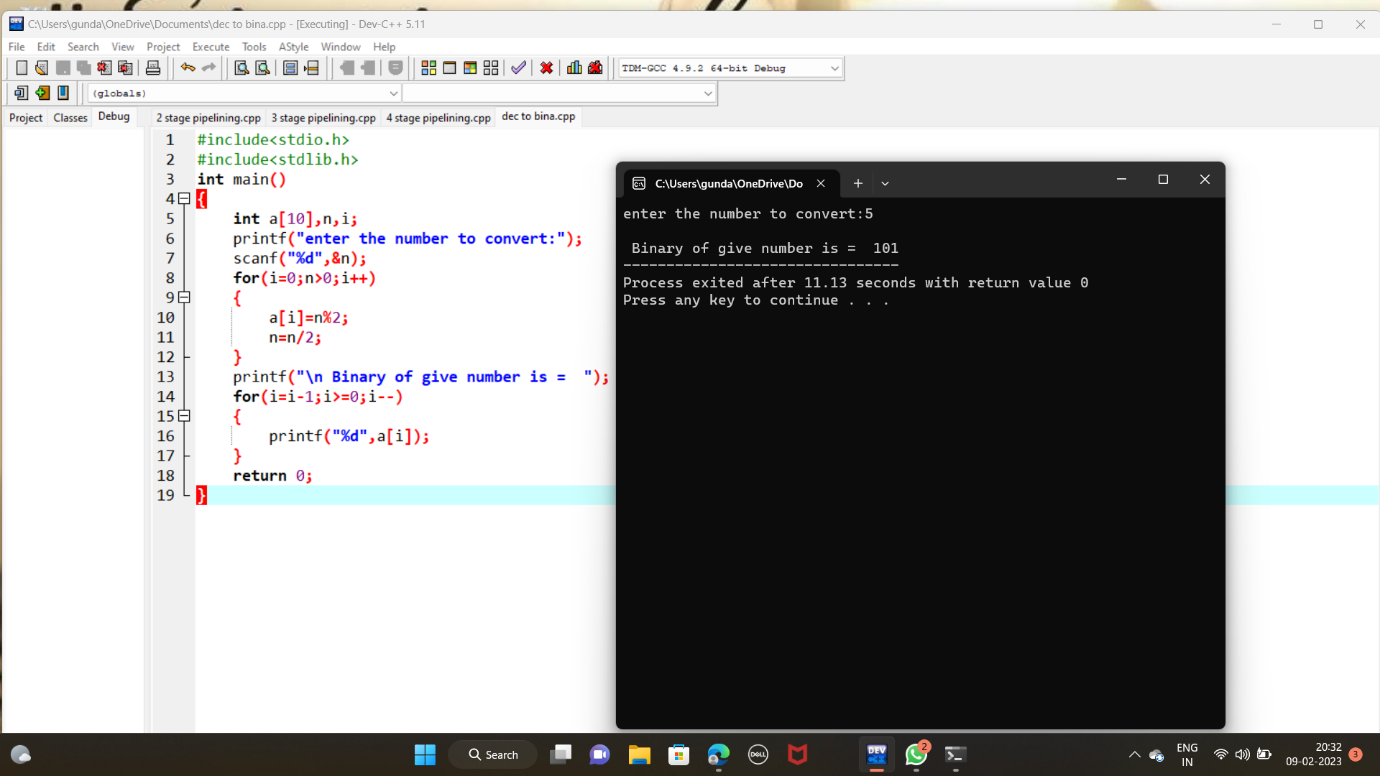 C:\Users\gunda\OneDrive\Documents\dec to bina.cpp - [Executing] - Dev-C++ 5.11
File Edit Search View Project Execute Tools AStyle Window Help
TDM-GCC 4.9.2 64-bit Debug
(globals)
Project Classes Debug
2 stage pipelining.cpp 3 stage pipelining.cpp 4 stage pipelining.cpp dec to bina.cpp
1 #include<stdio.h>
2 #include<stdlib.h>
3 int main()
4 {
5 int a[10],n,i;
6 printf("enter the number to convert:");
7 scanf("%d",&n);
8 for(i=0;n>0;i++)
9 {
10 a[i]=n%2;
11 n=n/2;
12 }
13 printf("\n Binary of give number is =  ");
14 for(i=i-1;i>=0;i--)
15 {
16 printf("%d",a[i]);
17 }
18 return 0;
19 }
C:\Users\gunda\OneDrive\Do
enter the number to convert:5
Binary of give number is =  101
--------------------------------
Process exited after 11.13 seconds with return value 0
Press any key to continue . . .
Search
DELL
DEV
2
ENG
IN
20:32
09-02-2023
3